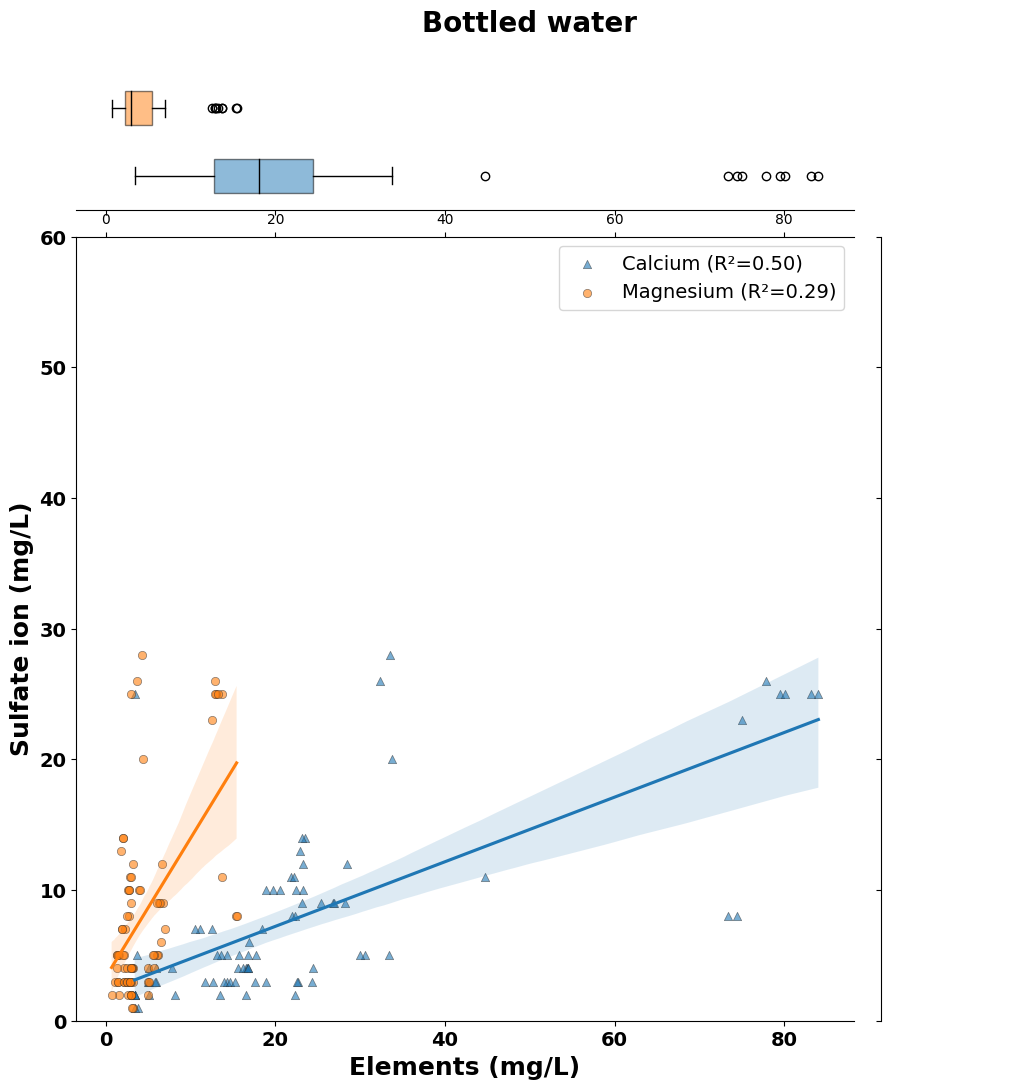 Bottled water
0 20 40 60 80
Calcium (R²=0.50)
Magnesium (R²=0.29)
60
50
40
30
20
10
0
Sulfate ion (mg/L)
0 20 40 60 80
Elements (mg/L)